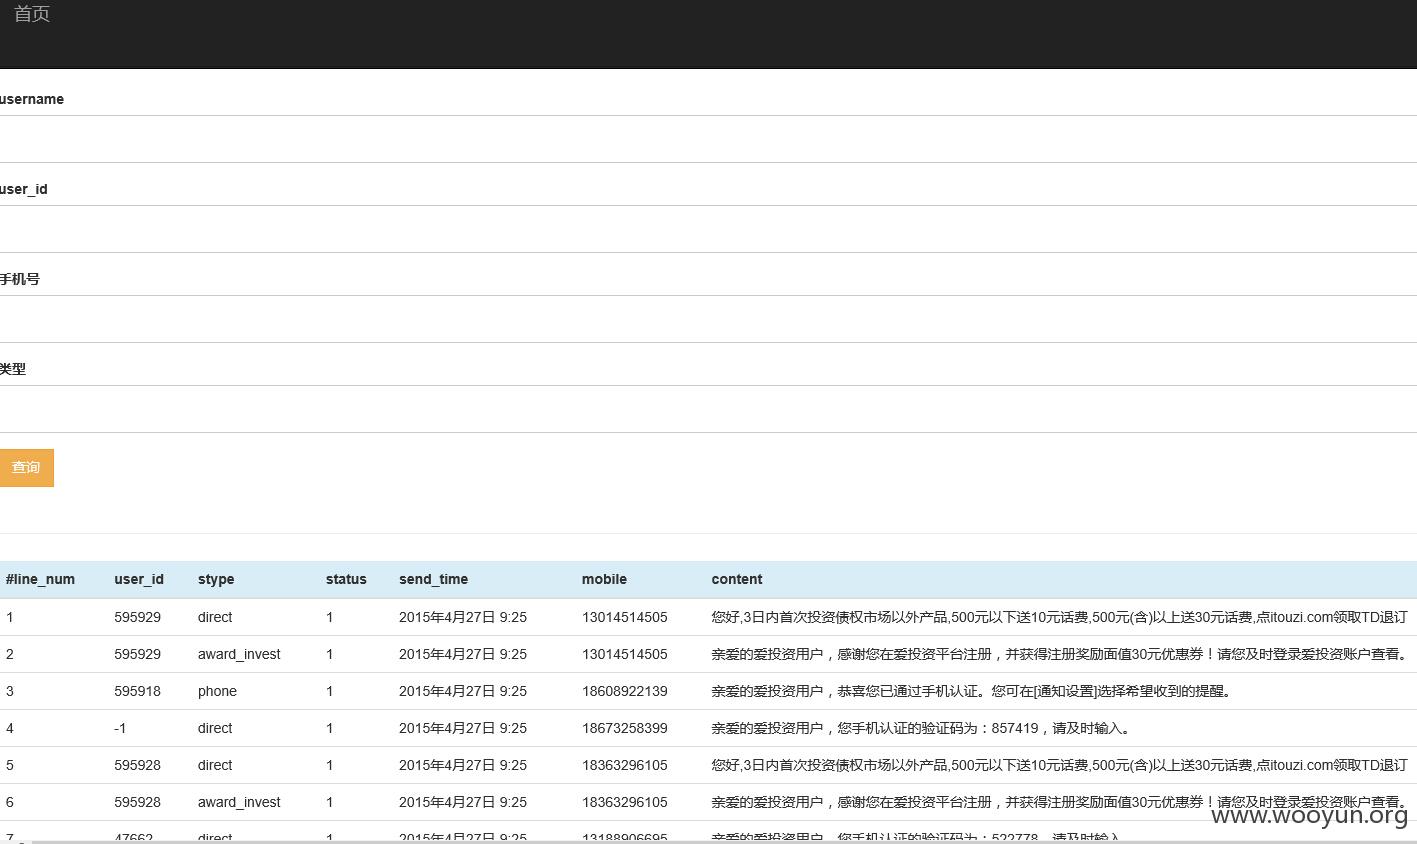 首页
username
user_id
手机号
类型
查询
#line_num user_id stype status send_time mobile content
1 595929 direct 1 2015年4月27日 9:25 13014514505 您好,3日内首次投资债权市场以外产品,500元以下送10元话费,500元(含)以上送30元话费,点itouzi.com领取TD退订
2 595929 award_invest 1 2015年4月27日 9:25 13014514505 亲爱的爱投资用户，感谢您在爱投资平台注册，并获得注册奖励面值30元优惠券！请您及时登录爱投资账户查看。
3 595918 phone 1 2015年4月27日 9:25 18608922139 亲爱的爱投资用户，恭喜您已通过手机认证。您可在[通知设置]选择希望收到的提醒。
4 -1 direct 1 2015年4月27日 9:25 18673258399 亲爱的爱投资用户，您手机认证的验证码为：857419，请及时输入。
5 595928 direct 1 2015年4月27日 9:25 18363296105 您好,3日内首次投资债权市场以外产品,500元以下送10元话费,500元(含)以上送30元话费,点itouzi.com领取TD退订
6 595928 award_invest 1 2015年4月27日 9:25 18363296105 亲爱的爱投资用户，感谢您在爱投资平台注册，并获得注册奖励面值30元优惠券！请您及时登录爱投资账户查看。
7 47662 direct 1 2015年4月27日 9:25 13188906695 亲爱的爱投资用户，您手机认证的验证码为：522778，请及时输入
www.wooyun.org